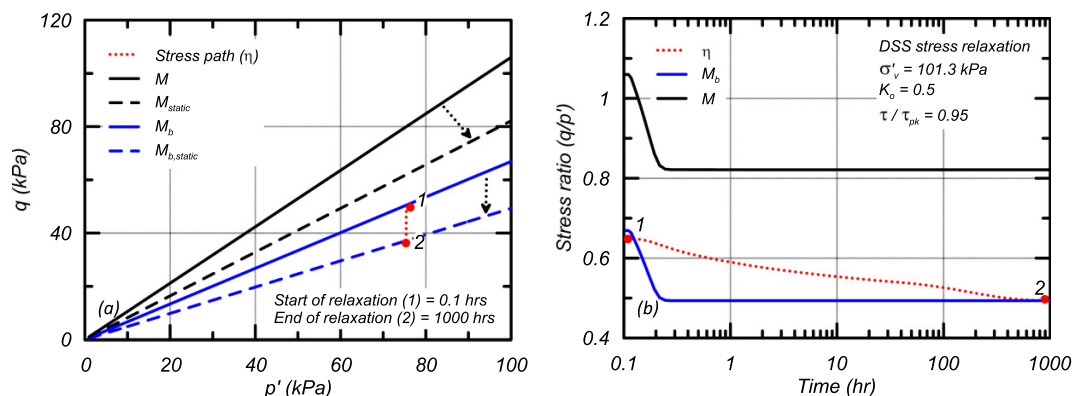 120
80
40
0
q (kPa)
Stress path (η)
M
M_static
M_b
M_b,static
1
2
(a)
Start of relaxation (1) = 0.1 hrs
End of relaxation (2) = 1000 hrs
0 20 40 60 80 100
p' (kPa)
1.2
1
0.8
0.6
0.4
Stress ratio (q/p')
η
M_b
M
DSS stress relaxation
σ'_v = 101.3 kPa
K_o = 0.5
τ / τ_pk = 0.95
1
2
(b)
0.1 1 10 100 1000
Time (hr)